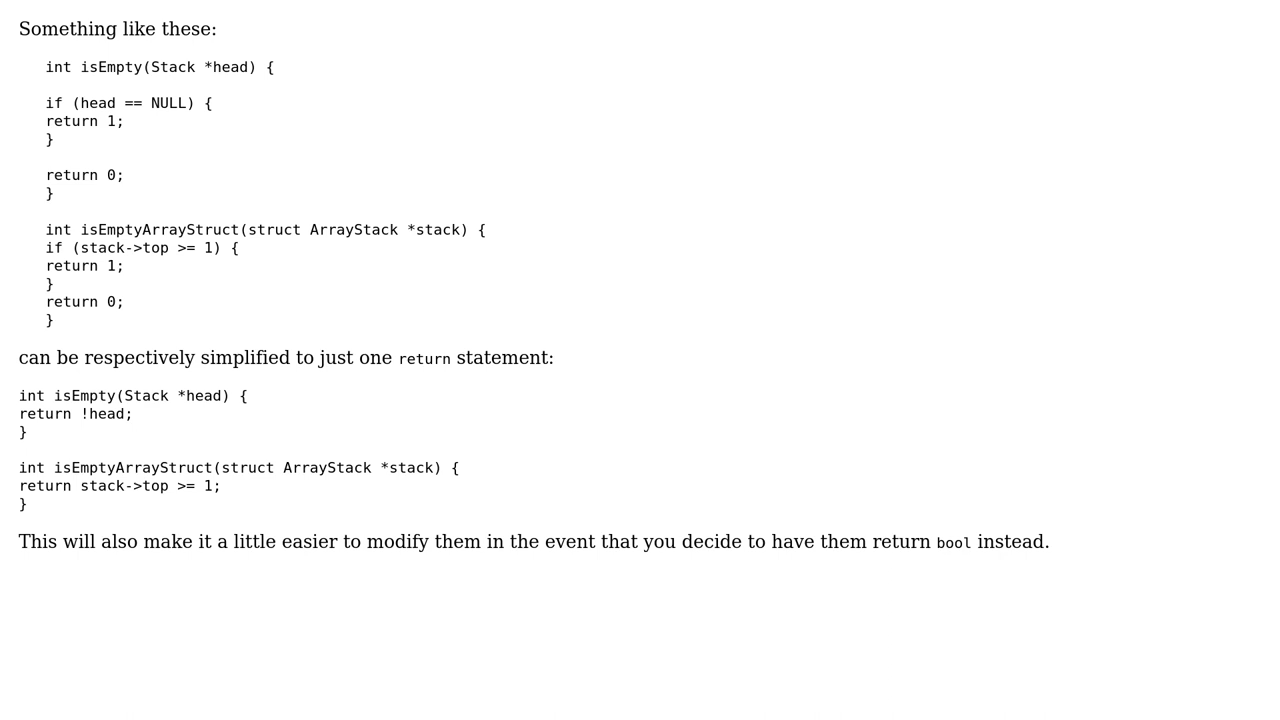 Something like these:
int isEmpty(Stack *head) {
if (head == NULL) {
return 1;
}
return 0;
}
int isEmptyArrayStruct(struct ArrayStack *stack) {
if (stack->top >= 1) {
return 1;
}
return 0;
}
can be respectively simplified to just one return statement:
int isEmpty(Stack *head) {
return !head;
}
int isEmptyArrayStruct(struct ArrayStack *stack) {
return stack->top >= 1;
}
This will also make it a little easier to modify them in the event that you decide to have them return bool instead.